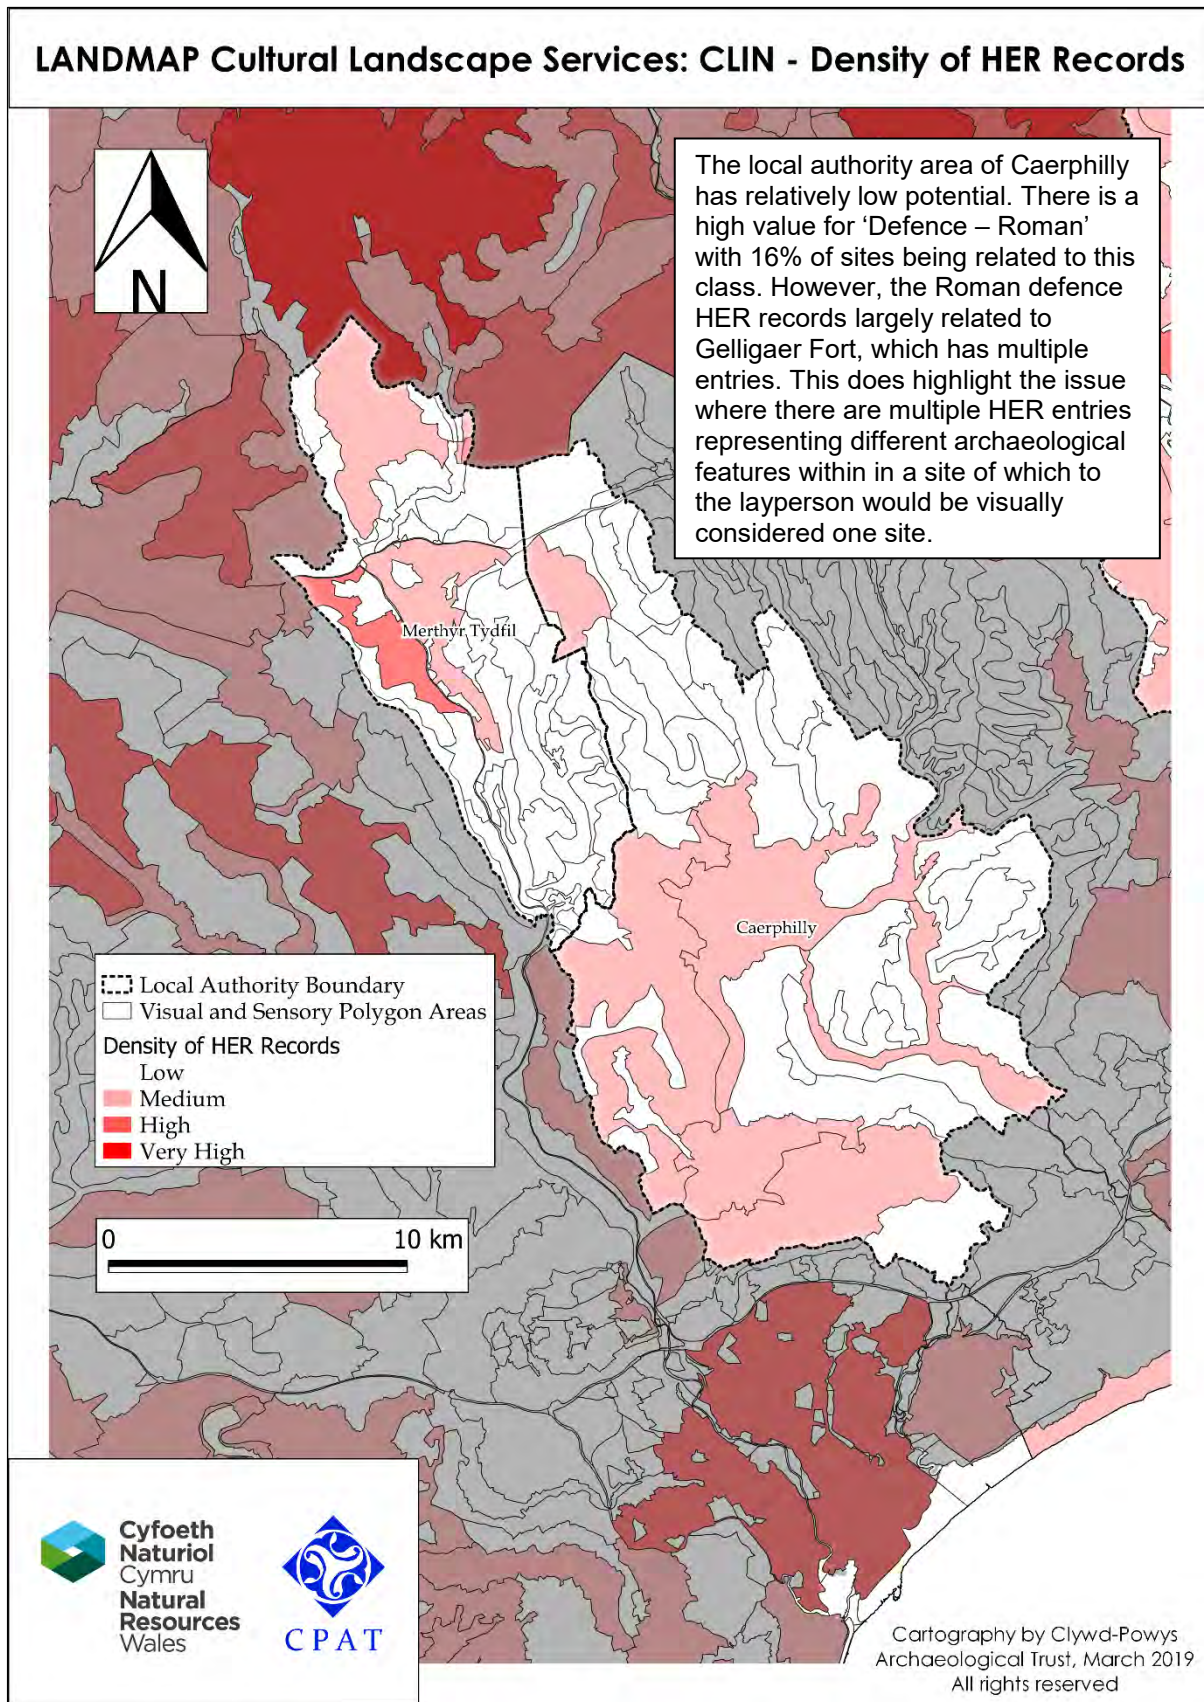 LANDMAP Cultural Landscape Services: CLIN - Density of HER Records
N
The local authority area of Caerphilly
has relatively low potential. There is a
high value for ‘Defence – Roman’
with 16% of sites being related to this
class. However, the Roman defence
HER records largely related to
Gelligaer Fort, which has multiple
entries. This does highlight the issue
where there are multiple HER entries
representing different archaeological
features within in a site of which to
the layperson would be visually
considered one site.
Merthyr Tydfil
Caerphilly
Local Authority Boundary
Visual and Sensory Polygon Areas
Density of HER Records
Low
Medium
High
Very High
0 10 km
Cyfoeth
Naturiol
Cymru
Natural
Resources
Wales
CPAT
Cartography by Clywd-Powys
Archaeological Trust, March 2019
All rights reserved